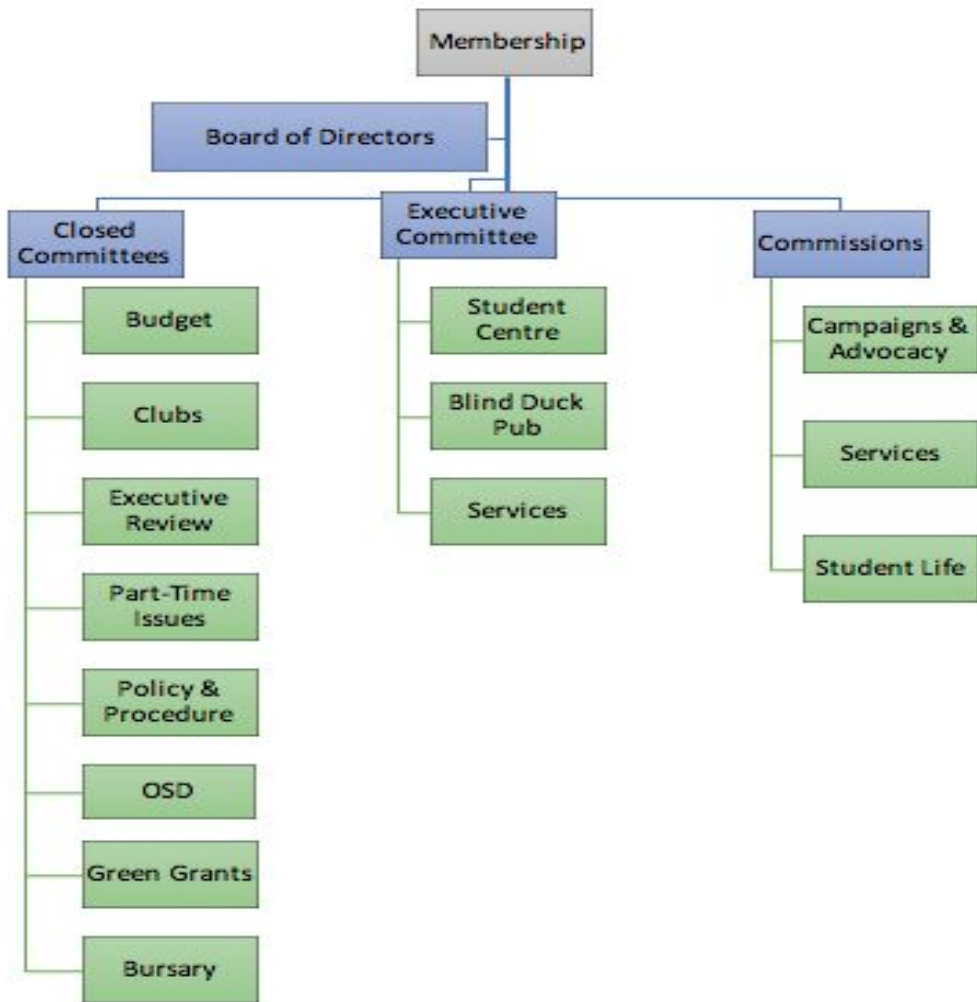 Membership
Board of Directors
Closed
Committees
Budget
Clubs
Executive
Review
Part-Time
Issues
Policy &
Procedure
OSD
Green Grants
Bursary
Executive
Committee
Student
Centre
Blind Duck
Pub
Services
Commissions
Campaigns &
Advocacy
Services
Student Life